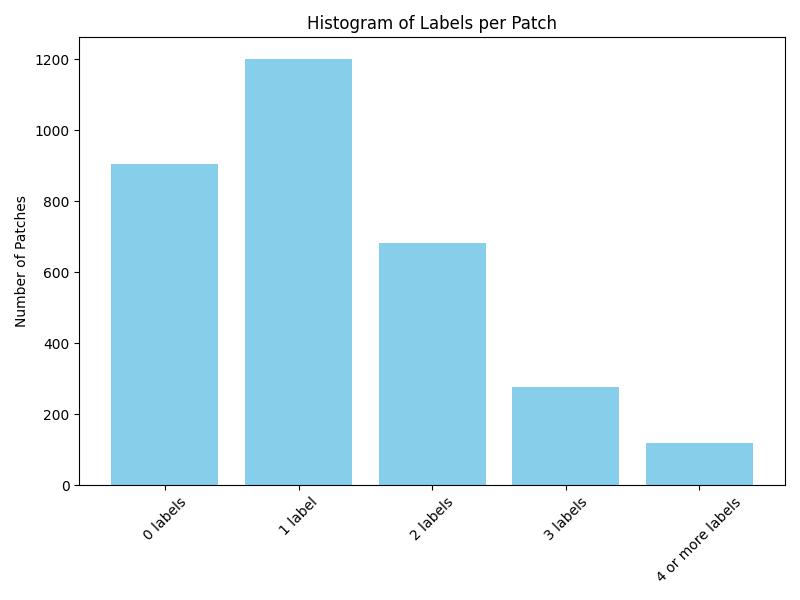 Histogram of Labels per Patch
Number of Patches
1200
1000
800
600
400
200
0
0 labels
1 label
2 labels
3 labels
4 or more labels